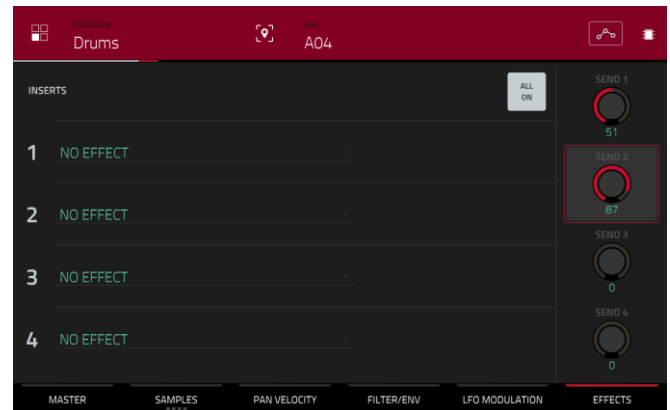 PROGRAM
Drums
PAD
A04
INSERTS
ALL
ON
1 NO EFFECT
2 NO EFFECT
3 NO EFFECT
4 NO EFFECT
SEND 1
51
SEND 2
87
SEND 3
0
SEND 4
0
MASTER SAMPLES PAN VELOCITY FILTER/ENV LFO MODULATION EFFECTS